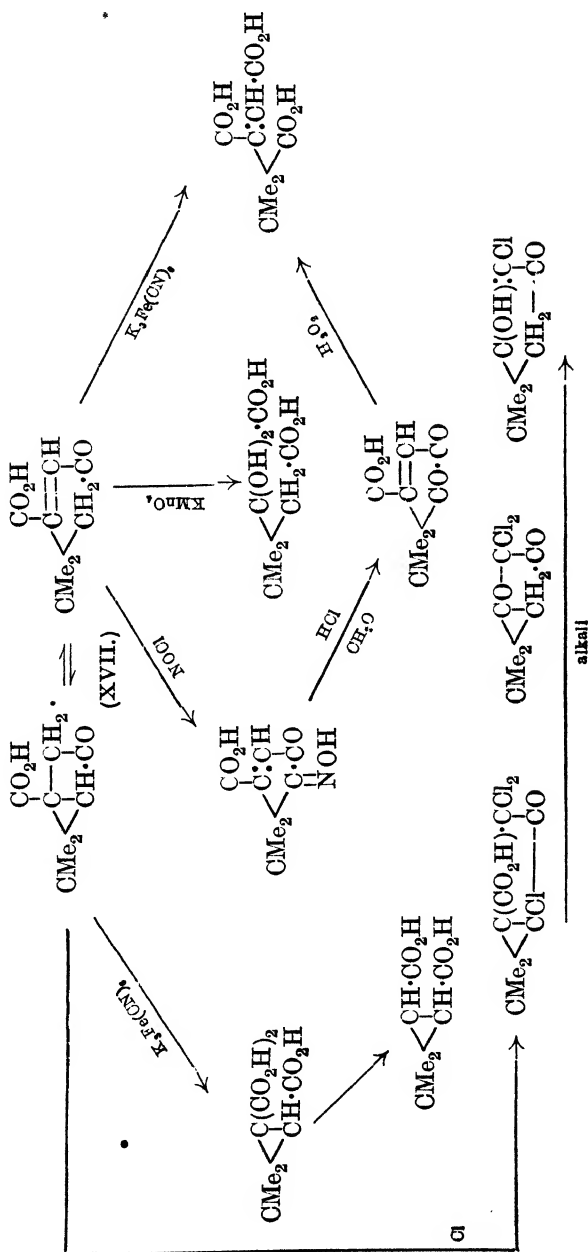 CO₂H
C—CH₂·
CMe₂
CH·CO
⇌
(XVII.)
CO₂H
C==CH
CMe₂
CH₂·CO
K₃Fe(CN)₆
NOCl
KMnO₄
K₃Fe(CN)₆
C(CO₂H)₂
CMe₂
CH·CO₂H
CO₂H
C:CH
CMe₂
C·CO
NOH
C(OH)₂·CO₂H
CMe₂
CH₂·CO₂H
CO₂H
C:CH·CO₂H
CMe₂
CO₂H
HCl
CH₂O
H₂O₂
CH·CO₂H
CMe₂
CH·CO₂H
CO₂H
C==CH
CMe₂
CO·CO
Cl
C(CO₂H)·CCl₂
CMe₂
CCl——CO
CO—CCl₂
CMe₂
CH₂·CO
C(OH):CCl
CMe₂
CH₂—CO
alkali